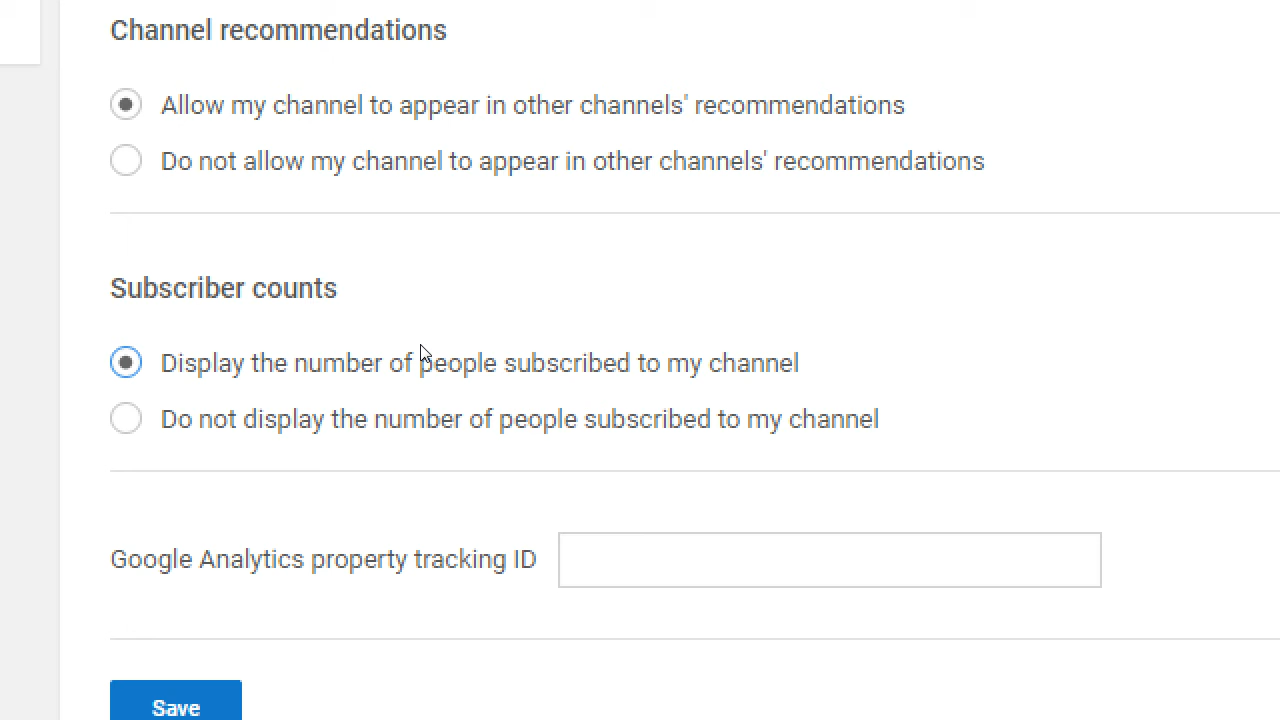 Channel recommendations
Allow my channel to appear in other channels' recommendations
Do not allow my channel to appear in other channels' recommendations
Subscriber counts
Display the number of people subscribed to my channel
Do not display the number of people subscribed to my channel
Google Analytics property tracking ID
Save